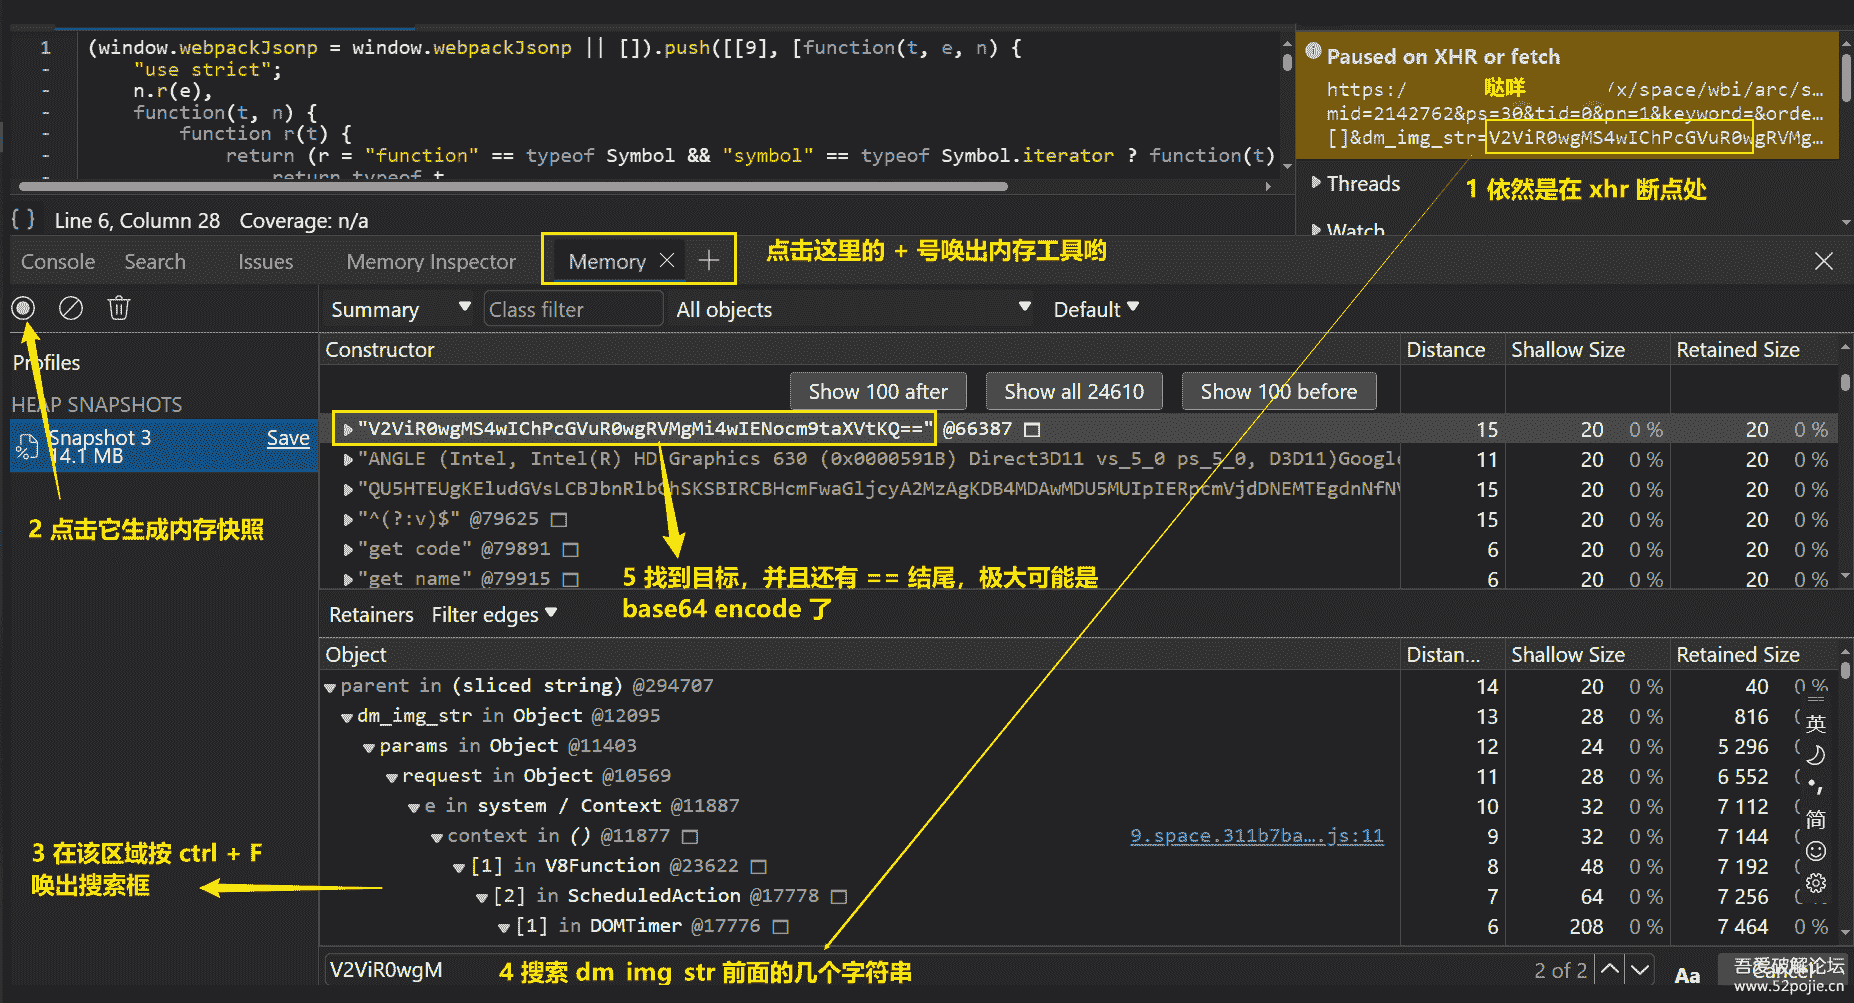 1 (window.webpackJsonp = window.webpackJsonp || []).push([[9], [function(t, e, n) {
- "use strict";
- n.r(e),
- function(t, n) {
- function r(t) {
- return (r = "function" == typeof Symbol && "symbol" == typeof Symbol.iterator ? function(t)
- return typeof t
Paused on XHR or fetch
https:/ 哒咩 /x/space/wbi/arc/s…
mid=2142762&ps=30&tid=0&pn=1&keyword=&orde…
[]&dm_img_str=V2ViR0wgMS4wIChPcGVuR0wgRVMg…
Threads
1 依然是在 xhr 断点处
Watch
{ } Line 6, Column 28 Coverage: n/a
Console Search Issues Memory Inspector Memory
点击这里的 + 号唤出内存工具哟
Summary Class filter All objects Default
Profiles
HEAP SNAPSHOTS
Snapshot 3 Save
14.1 MB
2 点击它生成内存快照
Constructor Distance Shallow Size Retained Size
Show 100 after Show all 24610 Show 100 before
"V2ViR0wgMS4wIChPcGVuR0wgRVMgMi4wIENocm9taXVtKQ==" @66387 15 20 0 % 20 0 %
"ANGLE (Intel, Intel(R) HD Graphics 630 (0x0000591B) Direct3D11 vs_5_0 ps_5_0, D3D11)Google 11 20 0 % 20 0 %
15 20 0 % 20 0 %
"^(?:v)$" @79625 15 20 0 % 20 0 %
"get code" @79891 6 20 0 % 20 0 %
"get name" @79915 6 20 0 % 20 0 %
5 找到目标，并且还有 == 结尾，极大可能是
base64 encode 了
Retainers Filter edges
Object Distan… Shallow Size Retained Size
parent in (sliced string) @294707 14 20 0 % 40 0 %
dm_img_str in Object @12095 13 28 0 % 816
params in Object @11403 12 24 0 % 5 296
request in Object @10569 11 28 0 % 6 552
e in system / Context @11887 10 32 0 % 7 112
context in () @11877 9.space.311b7ba….js:11 9 32 0 % 7 144
[1] in V8Function @23622 8 48 0 % 7 192
[2] in ScheduledAction @17778 7 64 0 % 7 256
[1] in DOMTimer @17776 6 208 0 % 7 464 0 %
英
简
3 在该区域按 ctrl + F
唤出搜索框
V2ViR0wgM
4 搜索 dm_img_str 前面的几个字符串
2 of 2 Aa Cancel
吾爱破解论坛
www.52pojie.cn